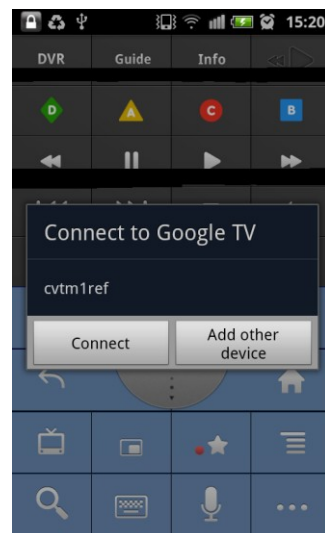 15:20
DVR Guide Info
D A C B
Connect to Google TV
cvtm1ref
Connect
Add other
device